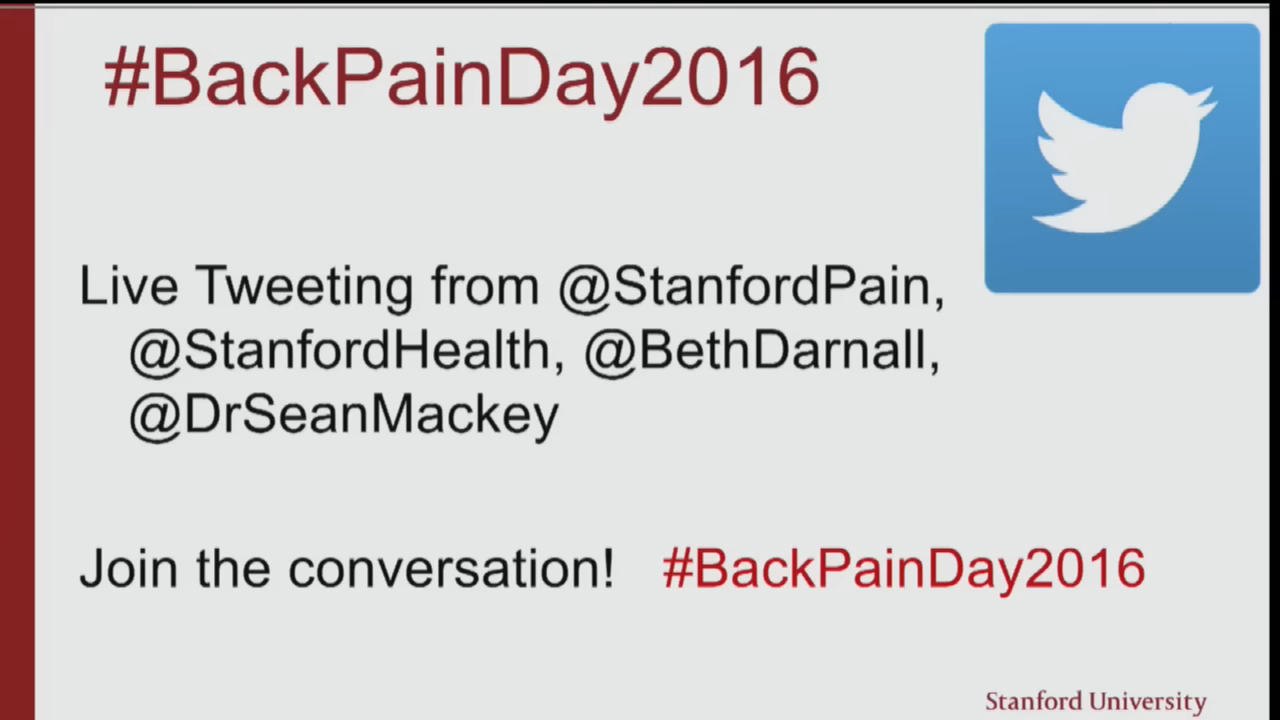 #BackPainDay2016
Live Tweeting from @StanfordPain,
@StanfordHealth, @BethDarnall,
@DrSeanMackey
Join the conversation! #BackPainDay2016
Stanford University